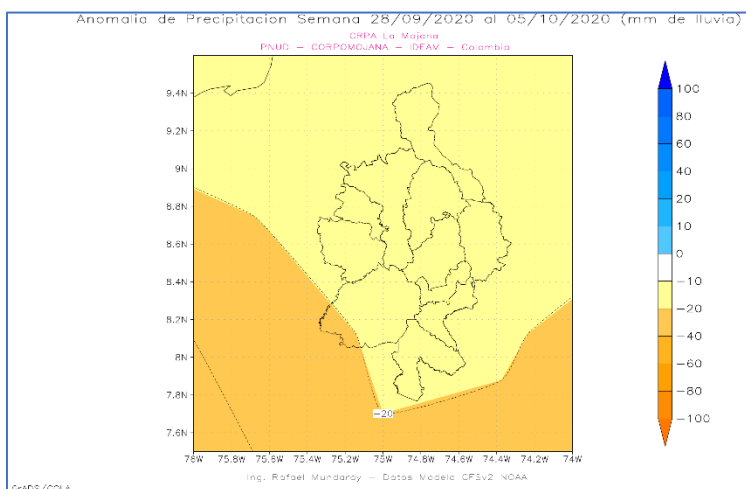 Anomalia de Precipitacion Semana 28/09/2020 al 05/10/2020 (mm de lluvia)
CRPA La Mojana
PNUD – CORPOMOJANA – IDEAM – Colombia
9.4N
9.2N
9N
8.8N
8.6N
8.4N
8.2N
8N
7.8N
7.6N
-20
78W 75.8W 75.6W 75.4W 75.2W 75W 74.8W 74.6W 74.4W 74.2W 74W
100
80
60
40
20
10
0
-10
-20
-40
-60
-80
-100
Ing. Rafael Mundaray – Datos Modelo CFSv2 NOAA
GrADS/COLA